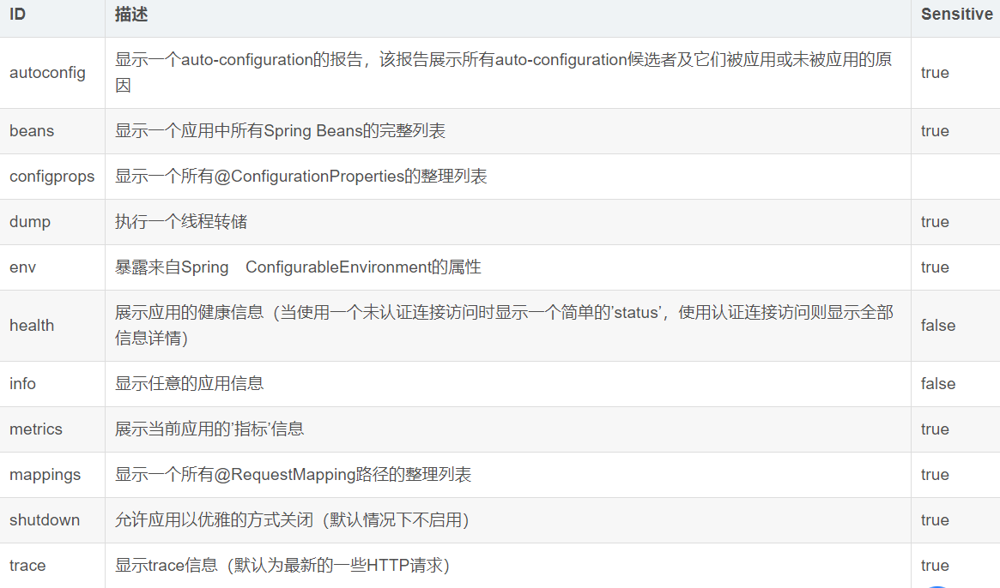 ID 描述 Sensitive
autoconfig 显示一个auto-configuration的报告，该报告展示所有auto-configuration候选者及它们被应用或未被应用的原
因 true
beans 显示一个应用中所有Spring Beans的完整列表 true
configprops 显示一个所有@ConfigurationProperties的整理列表
dump 执行一个线程转储 true
env 暴露来自Spring　ConfigurableEnvironment的属性 true
health 展示应用的健康信息（当使用一个未认证连接访问时显示一个简单的’status’，使用认证连接访问则显示全部
信息详情） false
info 显示任意的应用信息 false
metrics 展示当前应用的’指标’信息 true
mappings 显示一个所有@RequestMapping路径的整理列表 true
shutdown 允许应用以优雅的方式关闭（默认情况下不启用） true
trace 显示trace信息（默认为最新的一些HTTP请求） true